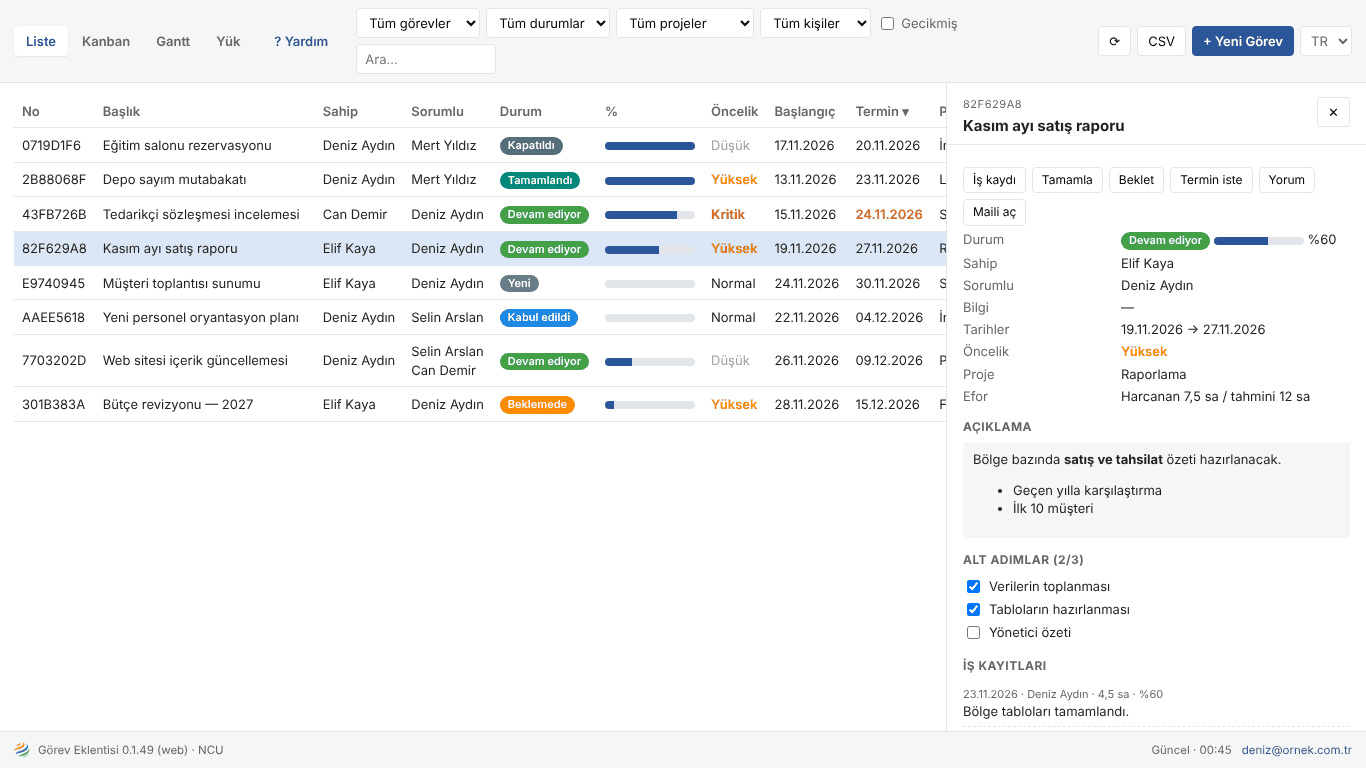 Liste Kanban Gantt Yük ? Yardım Tüm görevler Tüm durumlar Tüm projeler Tüm kişiler Gecikmiş
Ara...
CSV + Yeni Görev TR
No Başlık Sahip Sorumlu Durum % Öncelik Başlangıç Termin ▾
0719D1F6 Eğitim salonu rezervasyonu Deniz Aydın Mert Yıldız Kapatıldı Düşük 17.11.2026 20.11.2026
2B88068F Depo sayım mutabakatı Deniz Aydın Mert Yıldız Tamamlandı Yüksek 13.11.2026 23.11.2026
43FB726B Tedarikçi sözleşmesi incelemesi Can Demir Deniz Aydın Devam ediyor Kritik 15.11.2026 24.11.2026
82F629A8 Kasım ayı satış raporu Elif Kaya Deniz Aydın Devam ediyor Yüksek 19.11.2026 27.11.2026
E9740945 Müşteri toplantısı sunumu Elif Kaya Deniz Aydın Yeni Normal 24.11.2026 30.11.2026
AAEE5618 Yeni personel oryantasyon planı Deniz Aydın Selin Arslan Kabul edildi Normal 22.11.2026 04.12.2026
7703202D Web sitesi içerik güncellemesi Deniz Aydın Selin Arslan Devam ediyor Düşük 26.11.2026 09.12.2026
Can Demir
301B383A Bütçe revizyonu — 2027 Elif Kaya Deniz Aydın Beklemede Yüksek 28.11.2026 15.12.2026
82F629A8
Kasım ayı satış raporu
İş kaydı Tamamla Beklet Termin iste Yorum
Maili aç
Durum Devam ediyor %60
Sahip Elif Kaya
Sorumlu Deniz Aydın
Bilgi —
Tarihler 19.11.2026 → 27.11.2026
Öncelik Yüksek
Proje Raporlama
Efor Harcanan 7,5 sa / tahmini 12 sa
AÇIKLAMA
Bölge bazında satış ve tahsilat özeti hazırlanacak.
• Geçen yılla karşılaştırma
• İlk 10 müşteri
ALT ADIMLAR (2/3)
Verilerin toplanması
Tabloların hazırlanması
Yönetici özeti
İŞ KAYITLARI
23.11.2026 · Deniz Aydın · 4,5 sa · %60
Bölge tabloları tamamlandı.
Görev Eklentisi 0.1.49 (web) · NCU
Güncel · 00:45 deniz@ornek.com.tr